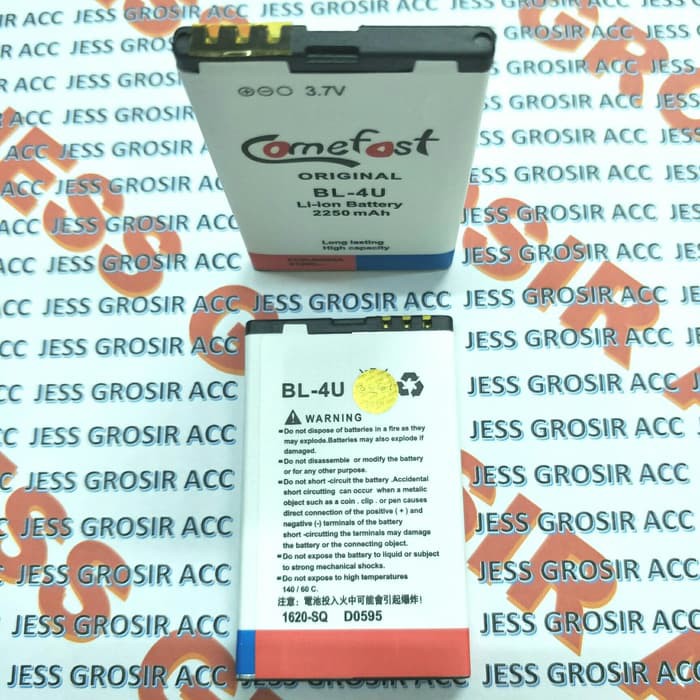 3.7V
Comefast
ORIGINAL
BL-4U
Li-ion Battery
2250 mAh
Long lasting
High capacity
BL-4U
WARNING
Do not dispose of batteries in a fire as they
may explode.Batteries may also explode if
damaged.
Do not disassemble or modify the battery
or for any other purpose.
Do not short -circuit the battery .Accidental
short circuitting can occur when a metalic
object such as a coin . clip . or pen causes
direct connection of the positive ( + ) and
negative (-) terminals of the battery
short -circuiting the terminals may damage
the battery or the connecting object.
Do not expose the battery to liquid or subject
to strong mechanical shocks.
Do not expose to high temperatures
140 / 60 C.
注意: 電池投入火中可能會引起爆炸!
1620-SQ D0595
JESS GROSIR ACC